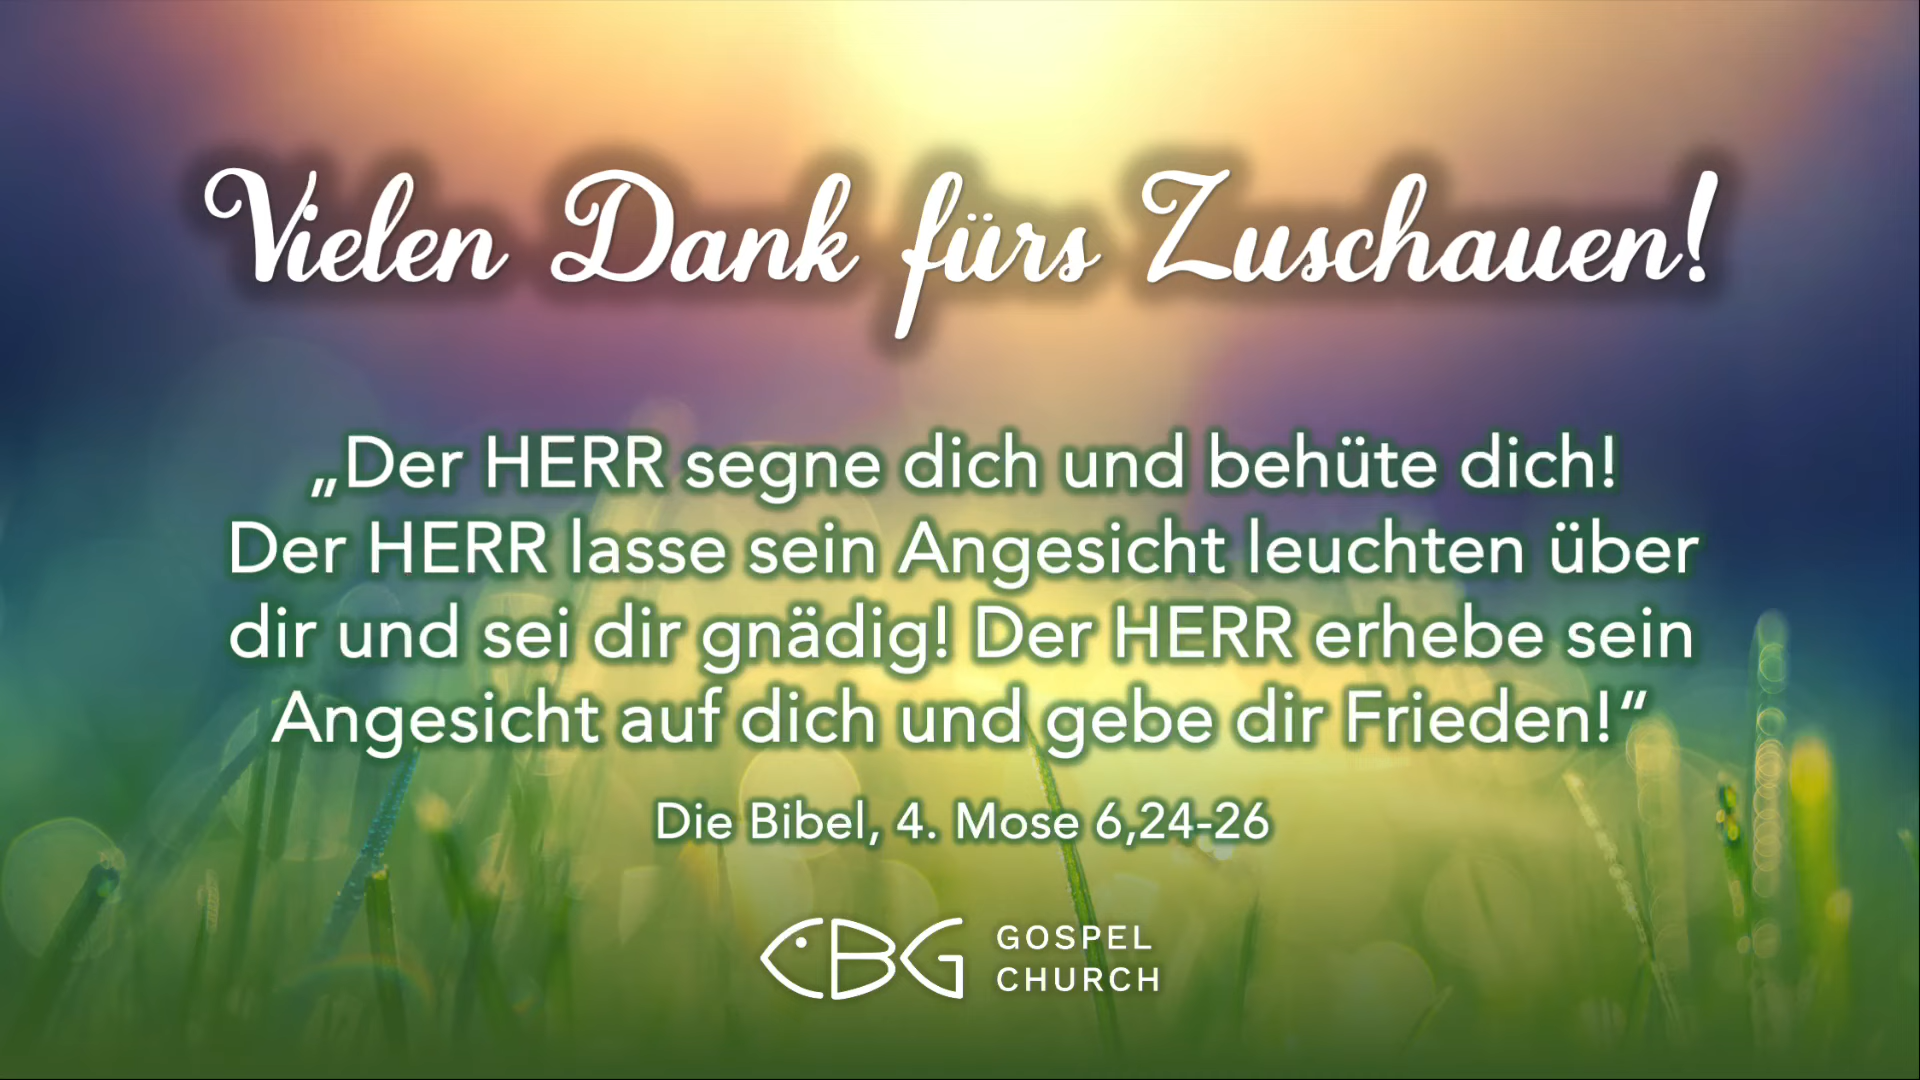 Vielen Dank fürs Zuschauen!
„Der HERR segne dich und behüte dich!
Der HERR lasse sein Angesicht leuchten über
dir und sei dir gnädig! Der HERR erhebe sein
Angesicht auf dich und gebe dir Frieden!“
Die Bibel, 4. Mose 6,24-26
CBG GOSPEL
CHURCH